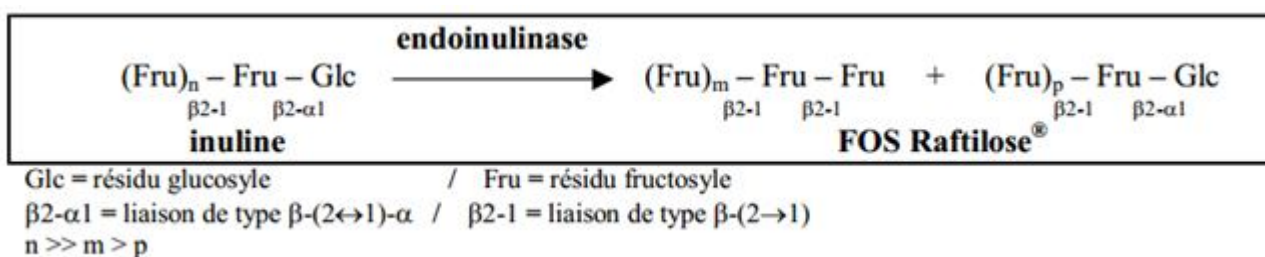 endoinulinase
(Fru)n – Fru – Glc (Fru)m – Fru – Fru + (Fru)p – Fru – Glc
β2-1 β2-α1 β2-1 β2-1 β2-1 β2-α1
inuline FOS Raftilose®
Glc = résidu glucosyle / Fru = résidu fructosyle
β2-α1 = liaison de type β-(2↔1)-α / β2-1 = liaison de type β-(2→1)
n >> m > p